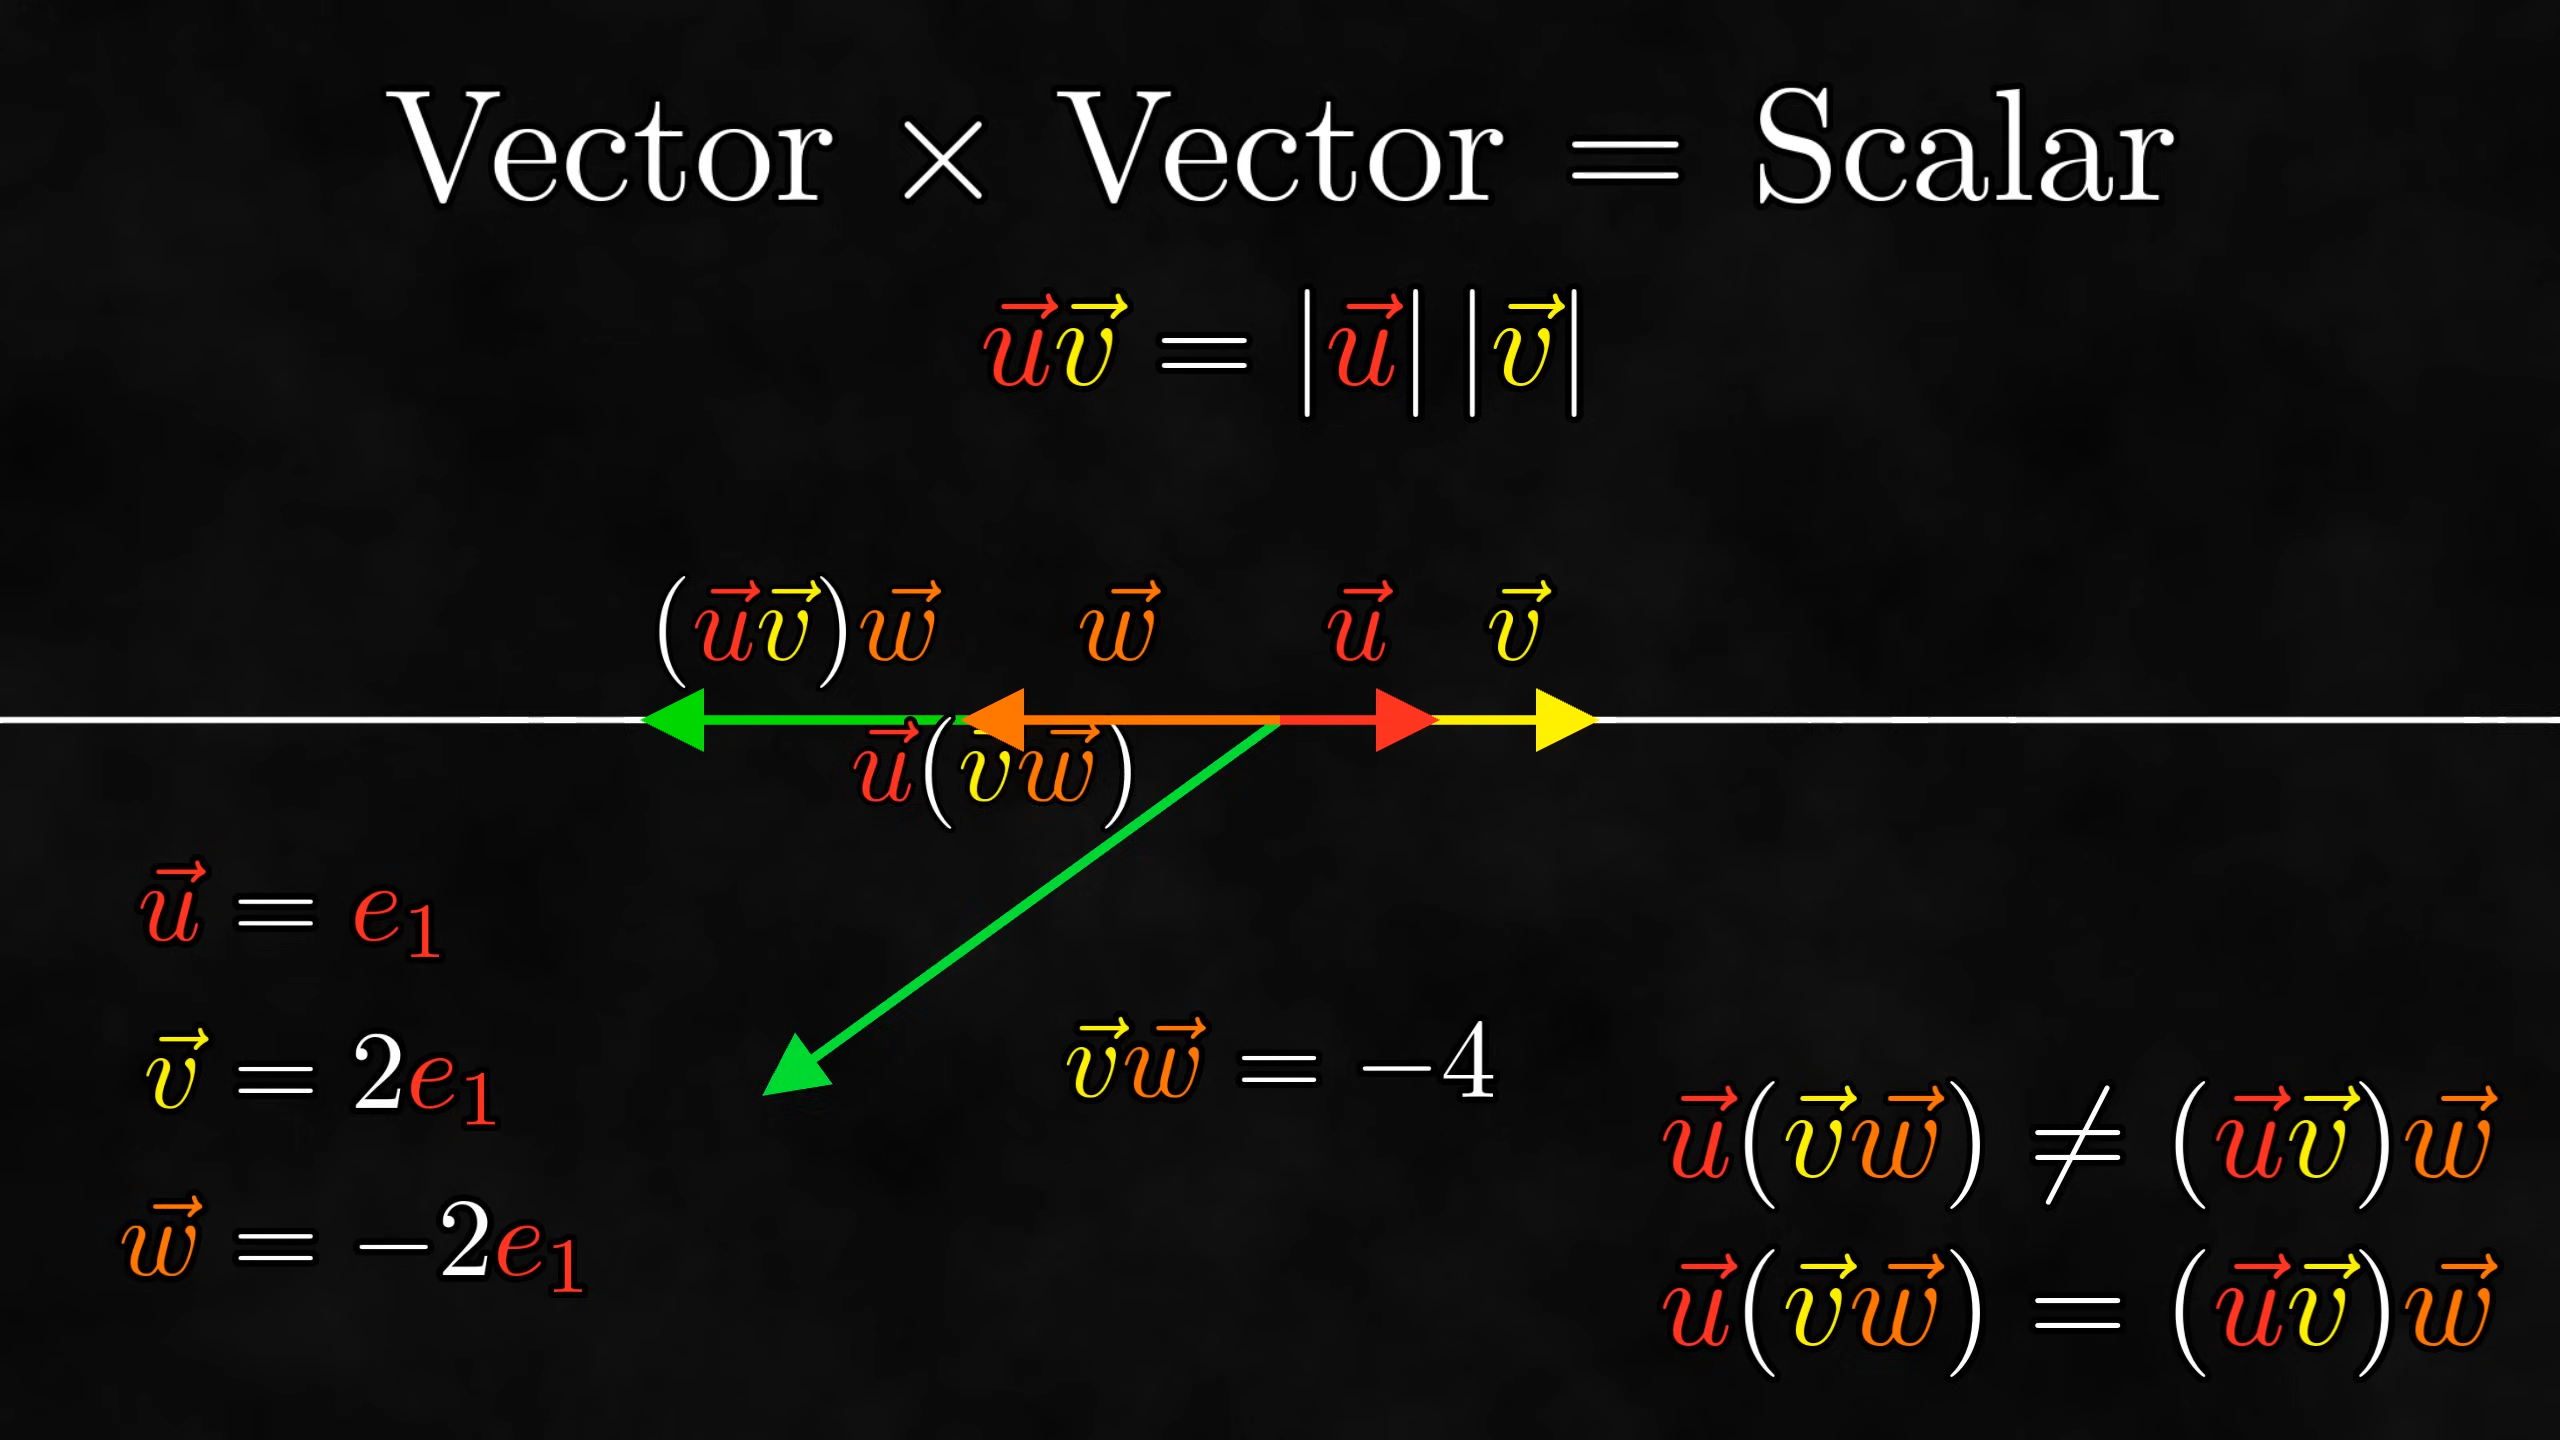 Vector × Vector = Scalar
u⃗v⃗ = |u⃗| |v⃗|
(u⃗v⃗)w⃗ w⃗ u⃗ v⃗
u⃗(v⃗w⃗)
u⃗ = e₁
v⃗ = 2e₁
w⃗ = −2e₁
v⃗w⃗ = −4
u⃗(v⃗w⃗) ≠ (u⃗v⃗)w⃗
u⃗(v⃗w⃗) = (u⃗v⃗)w⃗